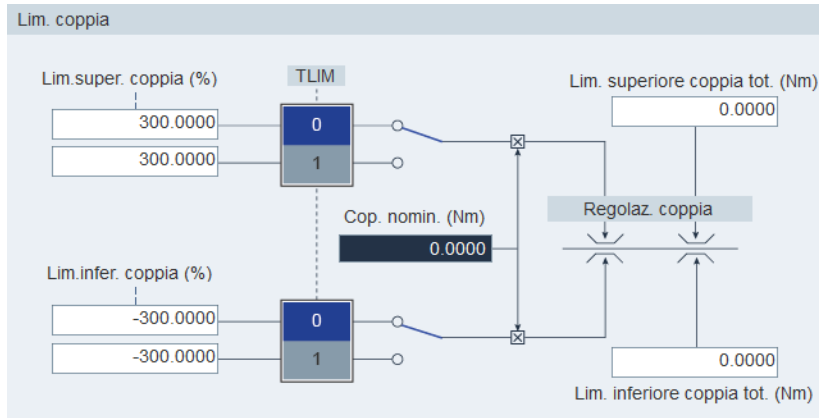 Lim. coppia
Lim.super. coppia (%)
TLIM
Lim. superiore coppia tot. (Nm)
300.0000
0
0.0000
300.0000
1
Cop. nomin. (Nm)
Regolaz. coppia
0.0000
Lim.infer. coppia (%)
-300.0000
0
-300.0000
1
0.0000
Lim. inferiore coppia tot. (Nm)